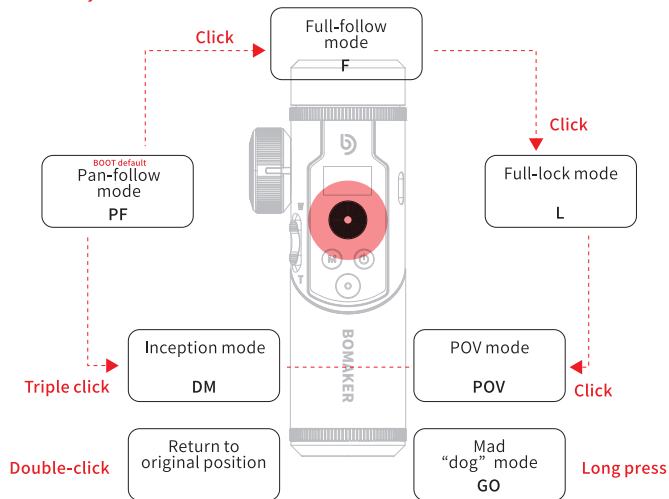 Full-follow
mode
F
Click
Click
BOOT default
Pan-follow
mode
PF
Full-lock mode
L
W
M
T
Inception mode
DM
Triple click
BOMAKER
POV mode
POV
Click
Double-click
Return to
original position
Mad
“dog” mode
GO
Long press